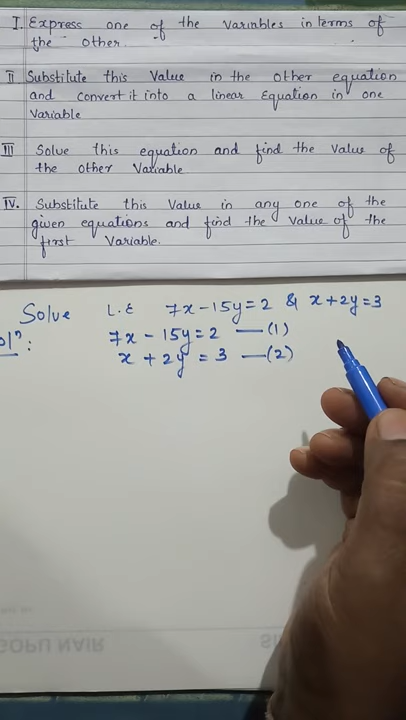 I. Express one of the Variables in terms of
the other.
II Substitute this Value in the other equation
and convert it into a linear Equation in one
Variable
III Solve this equation and find the value of
the other Variable
IV. Substitute this Value in any one of the
given equations and find the Value of the
first Variable.
Solve L.E 7x-15y=2 & x+2y=3
ol^n: 7x - 15y = 2 —(1)
x + 2y = 3 —(2)
GOPU NAIR